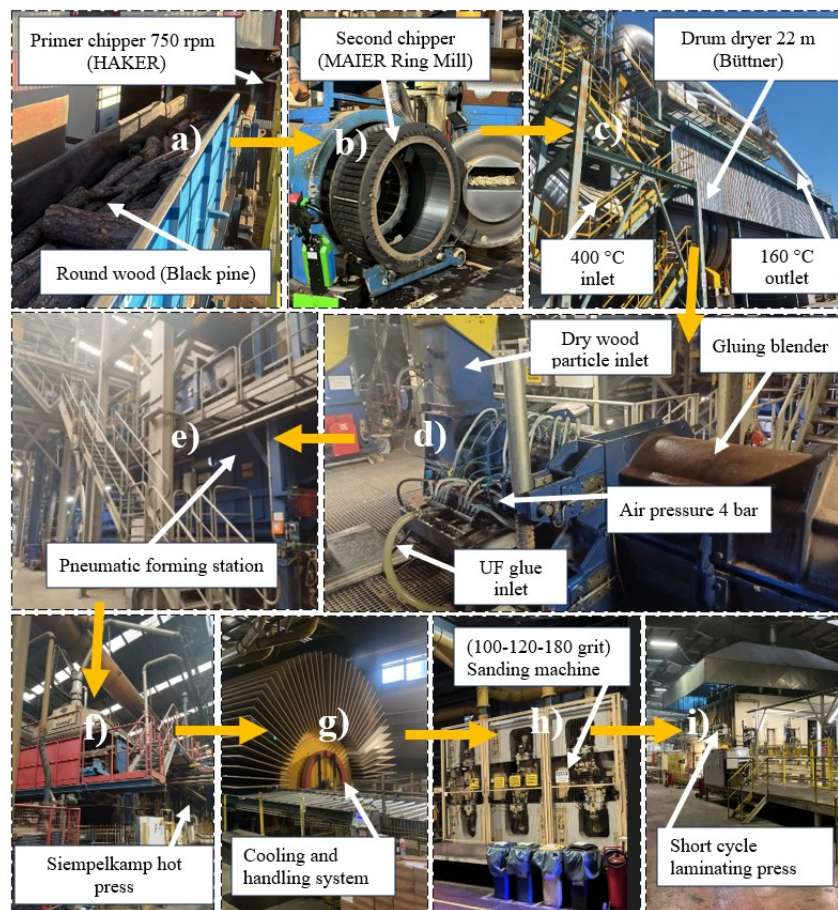 Primer chipper 750 rpm
(HAKER)
a)
Round wood (Black pine)
Second chipper
(MAIER Ring Mill)
b)
Drum dryer 22 m
(Büttner)
c)
400 °C
inlet
160 °C
outlet
e)
Pneumatic forming station
Dry wood
particle inlet
Gluing blender
d)
Air pressure 4 bar
UF glue
inlet
f)
Siempelkamp hot
press
g)
Cooling and
handling system
(100-120-180 grit)
Sanding machine
h)
i)
Short cycle
laminating press